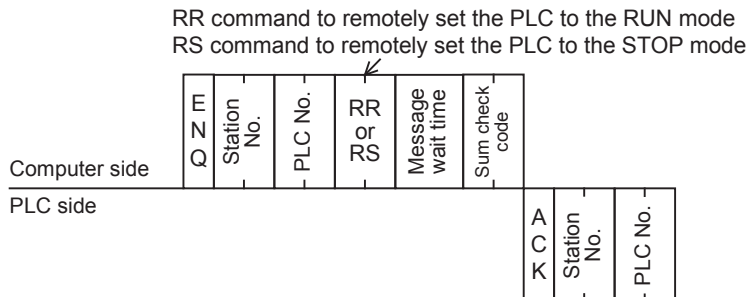 RR command to remotely set the PLC to the RUN mode
RS command to remotely set the PLC to the STOP mode
ENQ
Station No.
PLC No.
RR or RS
Message wait time
Sum check code
Computer side
PLC side
ACK
Station No.
PLC No.